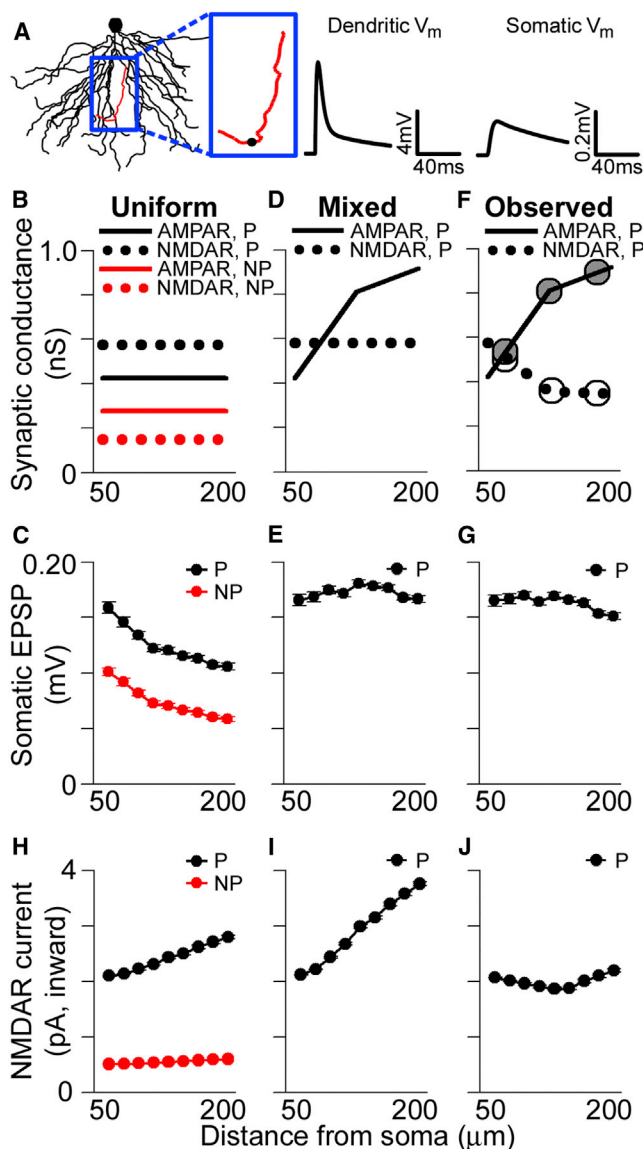 A
Dendritic Vm
Somatic Vm
4mV
40ms
0.2mV
40ms
B
Uniform
AMPAR, P
NMDAR, P
AMPAR, NP
NMDAR, NP
D
Mixed
AMPAR, P
NMDAR, P
F
Observed
AMPAR, P
NMDAR, P
Synaptic conductance
(nS)
1.0
0
50 200
50 200
50 200
C
P
NP
E
P
G
P
Somatic EPSP
(mV)
0.20
0
50 200
50 200
50 200
H
P
NP
I
P
J
P
NMDAR current
(pA, inward)
4
0
50 200
50 200
50 200
Distance from soma (μm)